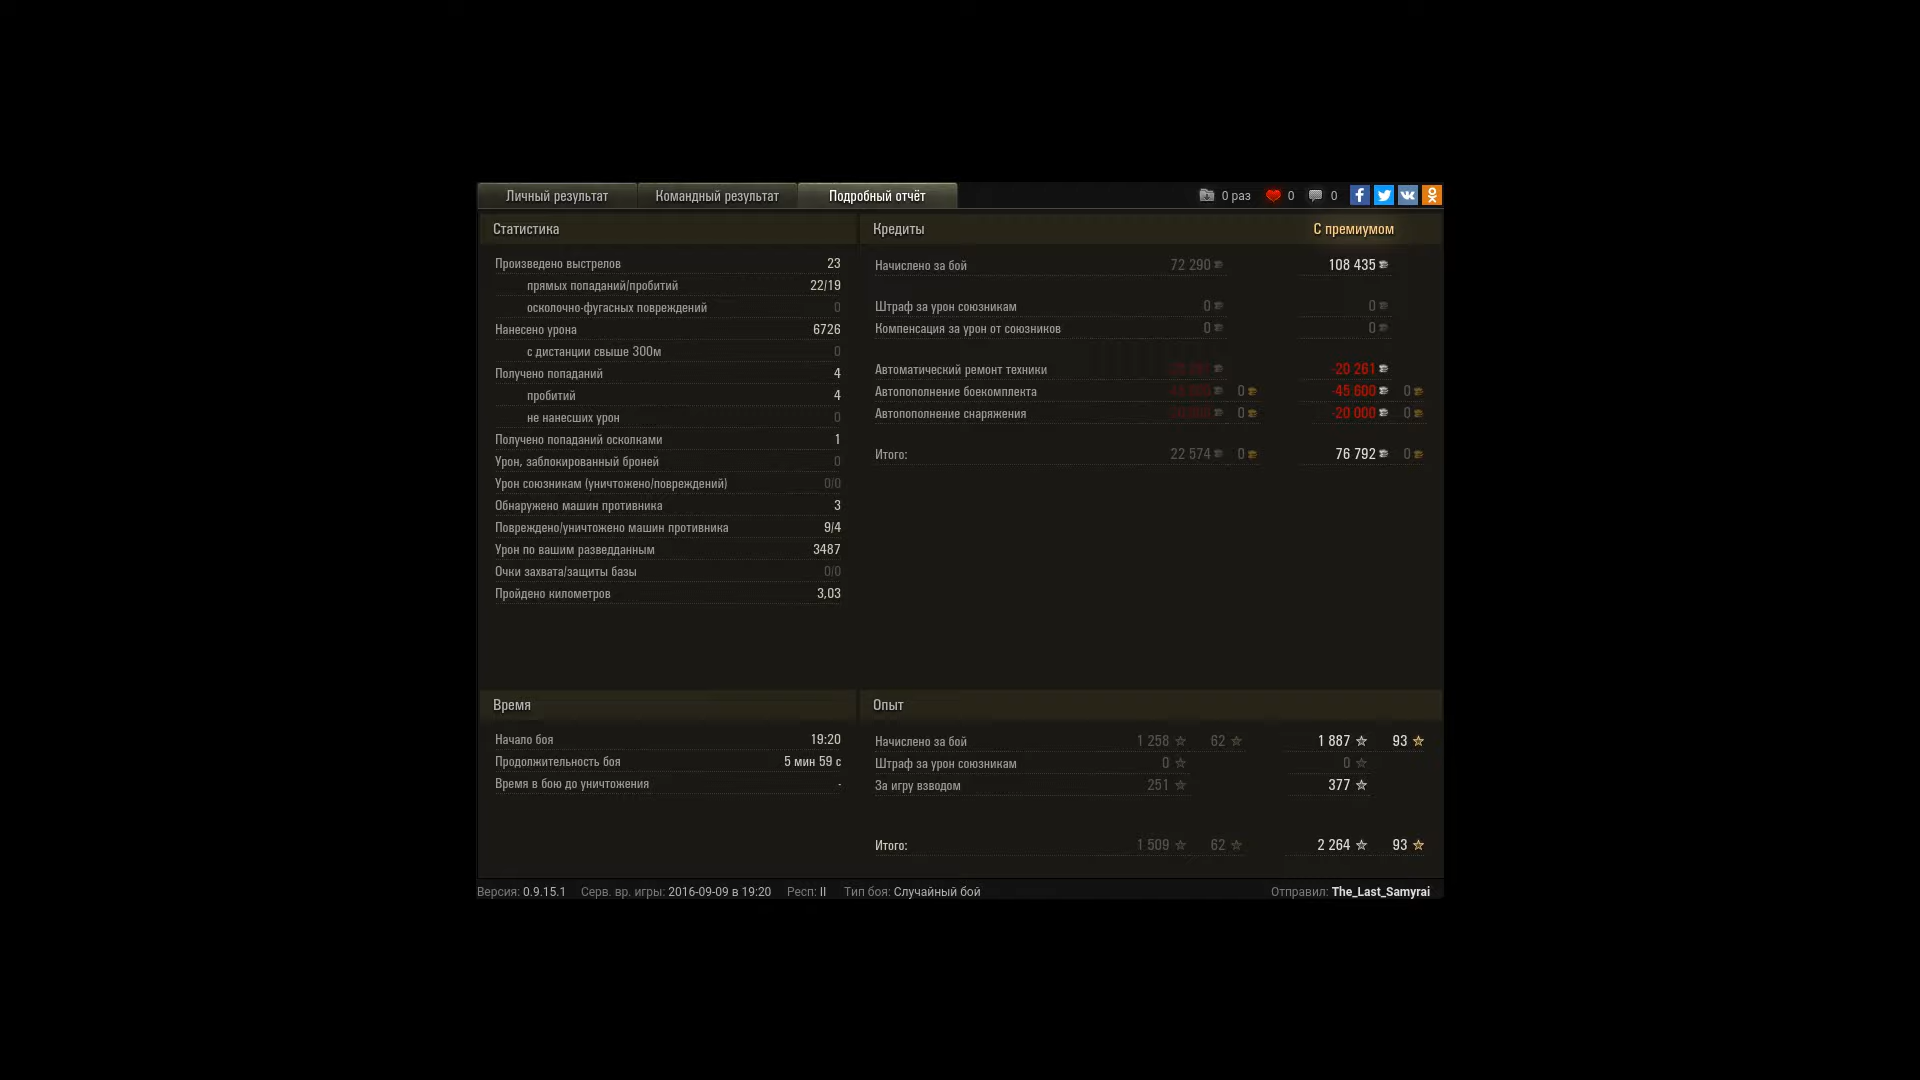 Личный результат Командный результат Подробный отчёт 0 раз 0 0
Статистика
Произведено выстрелов 23
прямых попаданий/пробитий 22/19
осколочно-фугасных повреждений 0
Нанесено урона 6726
с дистанции свыше 300м 0
Получено попаданий 4
пробитий 4
не нанесших урон 0
Получено попаданий осколками 1
Урон, заблокированный броней 0
Урон союзникам (уничтожено/повреждений) 0/0
Обнаружено машин противника 3
Повреждено/уничтожено машин противника 9/4
Урон по вашим разведданным 3487
Очки захвата/защиты базы 0/0
Пройдено километров 3,03
Кредиты С премиумом
Начислено за бой 72 290 108 435
Штраф за урон союзникам 0 0
Компенсация за урон от союзников 0 0
Автоматический ремонт техники -20 261
Автопополнение боекомплекта 0 -45 600 0
Автопополнение снаряжения 0 -20 000 0
Итого: 22 574 0 76 792 0
Время
Начало боя 19:20
Продолжительность боя 5 мин 59 с
Время в бою до уничтожения -
Опыт
Начислено за бой 1 258 62 1 887 93
Штраф за урон союзникам 0 0
За игру взводом 251 377
Итого: 1 509 62 2 264 93
Версия: 0.9.15.1 Серв. вр. игры: 2016-09-09 в 19:20 Респ: II Тип боя: Случайный бой Отправил: The_Last_Samyrai